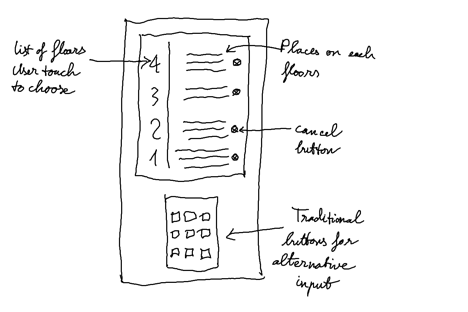 list of floors
User touch
to choose
4
3
2
1
Places on each
floors
cancel
button
Traditional
buttons for
alternative
input